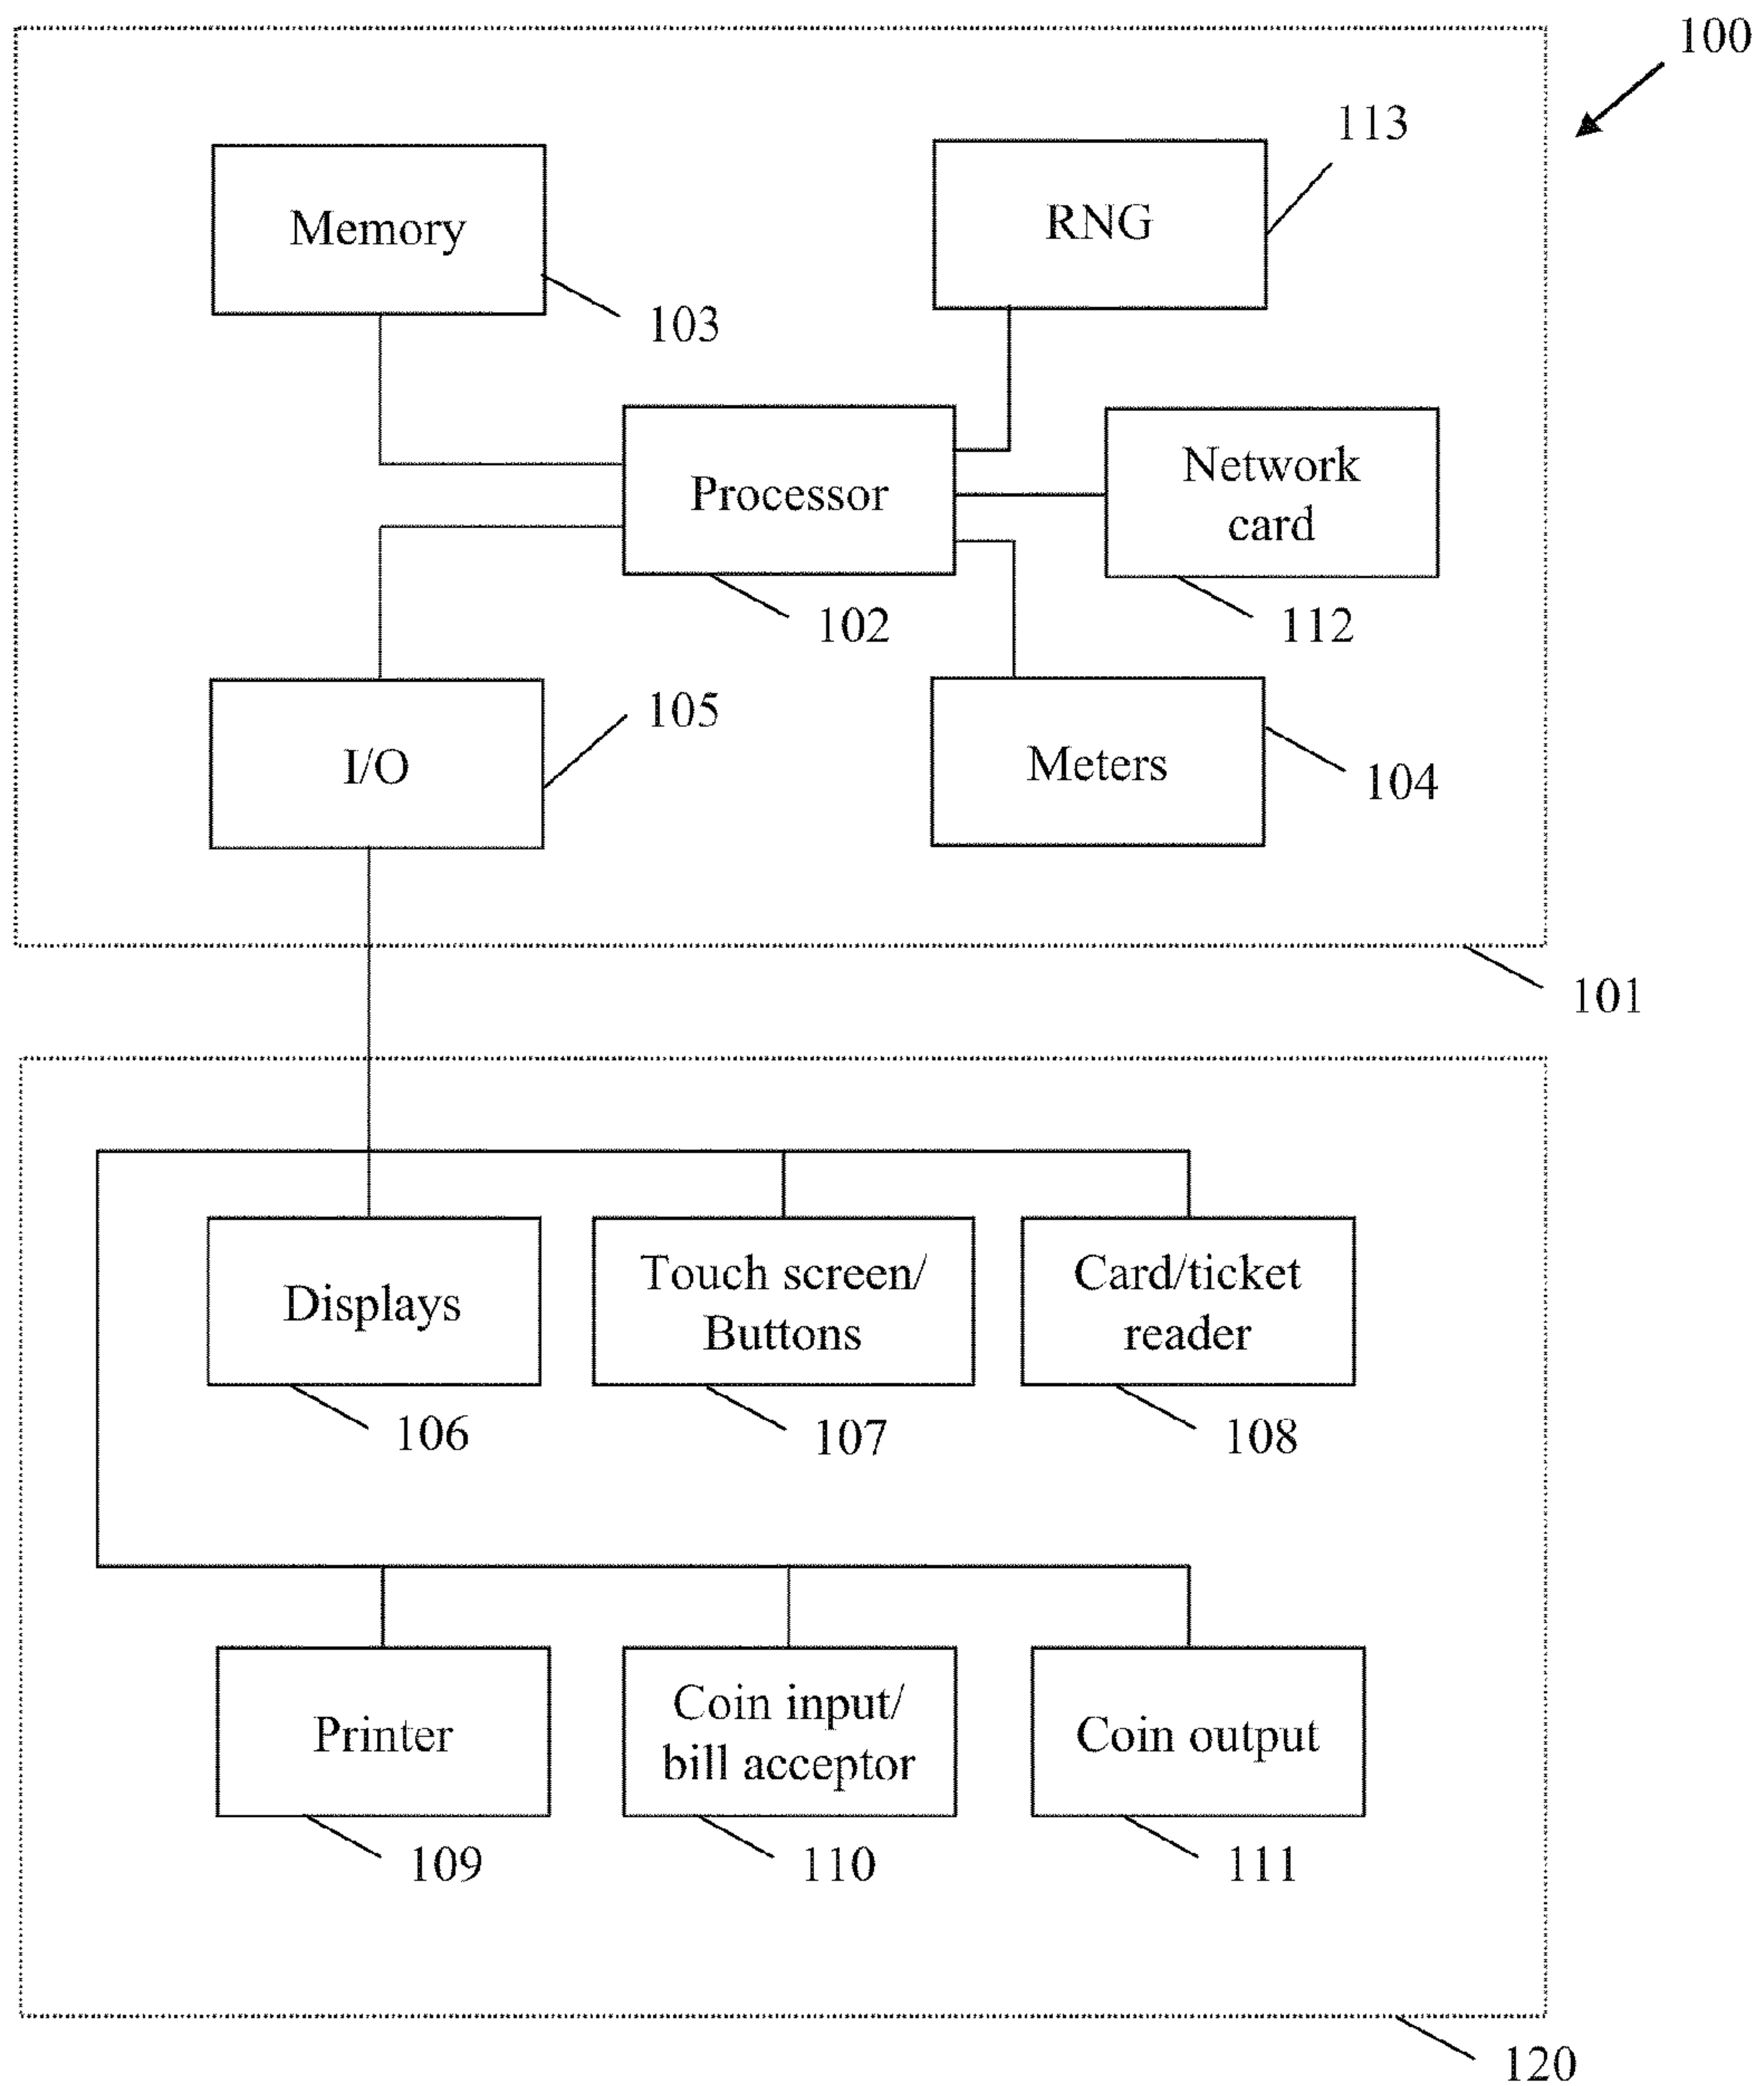 100
113
Memory
RNG
103
Processor
Network
card
102
112
I/O
105
Meters
104
101
Displays
Touch screen/
Buttons
Card/ticket
reader
106
107
108
Printer
Coin input/
bill acceptor
Coin output
109
110
111
120